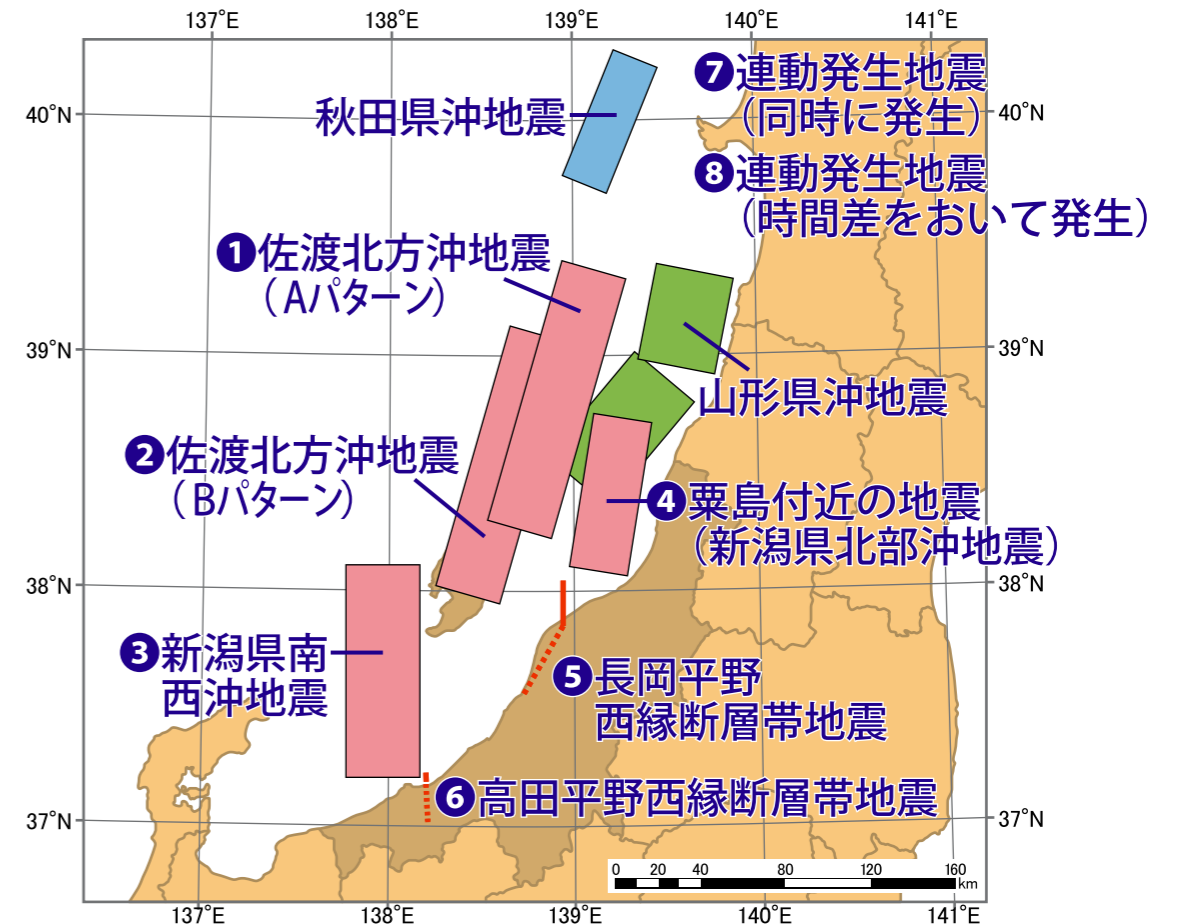 137°E 138°E 139°E 140°E 141°E
40°N
40°N
39°N
39°N
38°N
38°N
37°N
37°N
秋田県沖地震
❼連動発生地震
(同時に発生)
❽連動発生地震
(時間差をおいて発生)
❶佐渡北方沖地震
(Aパターン)
山形県沖地震
❷佐渡北方沖地震
(Bパターン)
❹粟島付近の地震
(新潟県北部沖地震)
❸新潟県南
西沖地震
❺長岡平野
西縁断層帯地震
❻高田平野西縁断層帯地震
0 20 40 80 120 160
km
137°E 138°E 139°E 140°E 141°E